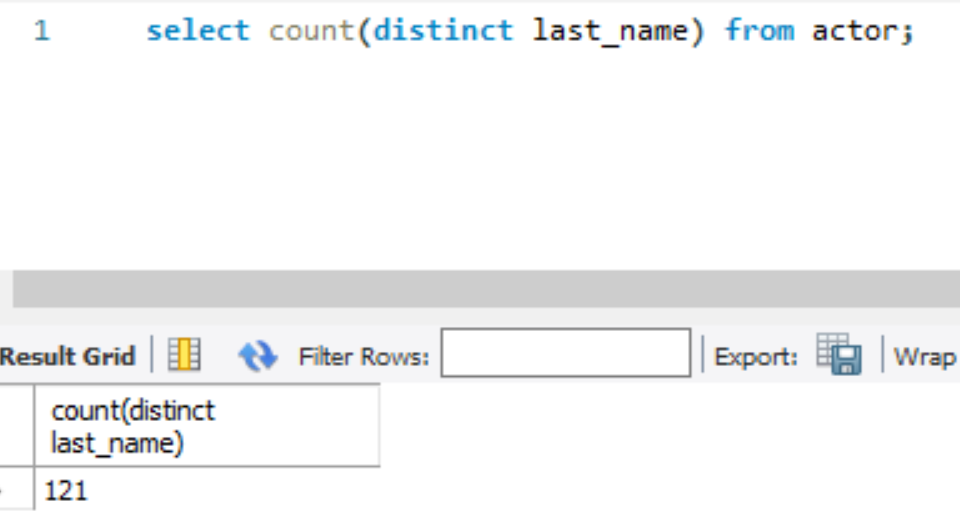 1 select count(distinct last_name) from actor;
Result Grid Filter Rows: Export: Wrap
count(distinct
last_name)
121